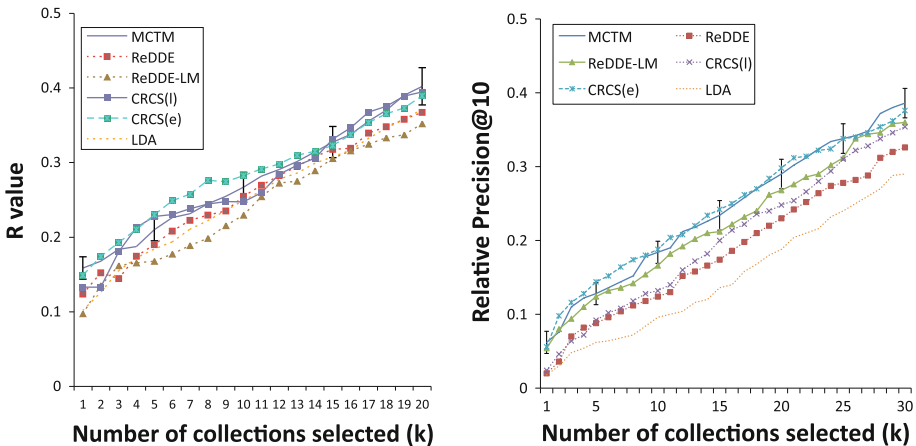 0.5
0.4
0.3
0.2
0.1
0
R value
MCTM
ReDDE
ReDDE-LM
CRCS(l)
CRCS(e)
LDA
1 2 3 4 5 6 7 8 9 10 11 12 13 14 15 16 17 18 19 20
Number of collections selected (k)
0.5
0.4
0.3
0.2
0.1
0
Relative Precision@10
MCTM ReDDE
ReDDE-LM CRCS(l)
CRCS(e) LDA
1 5 10 15 20 25 30
Number of collections selected (k)